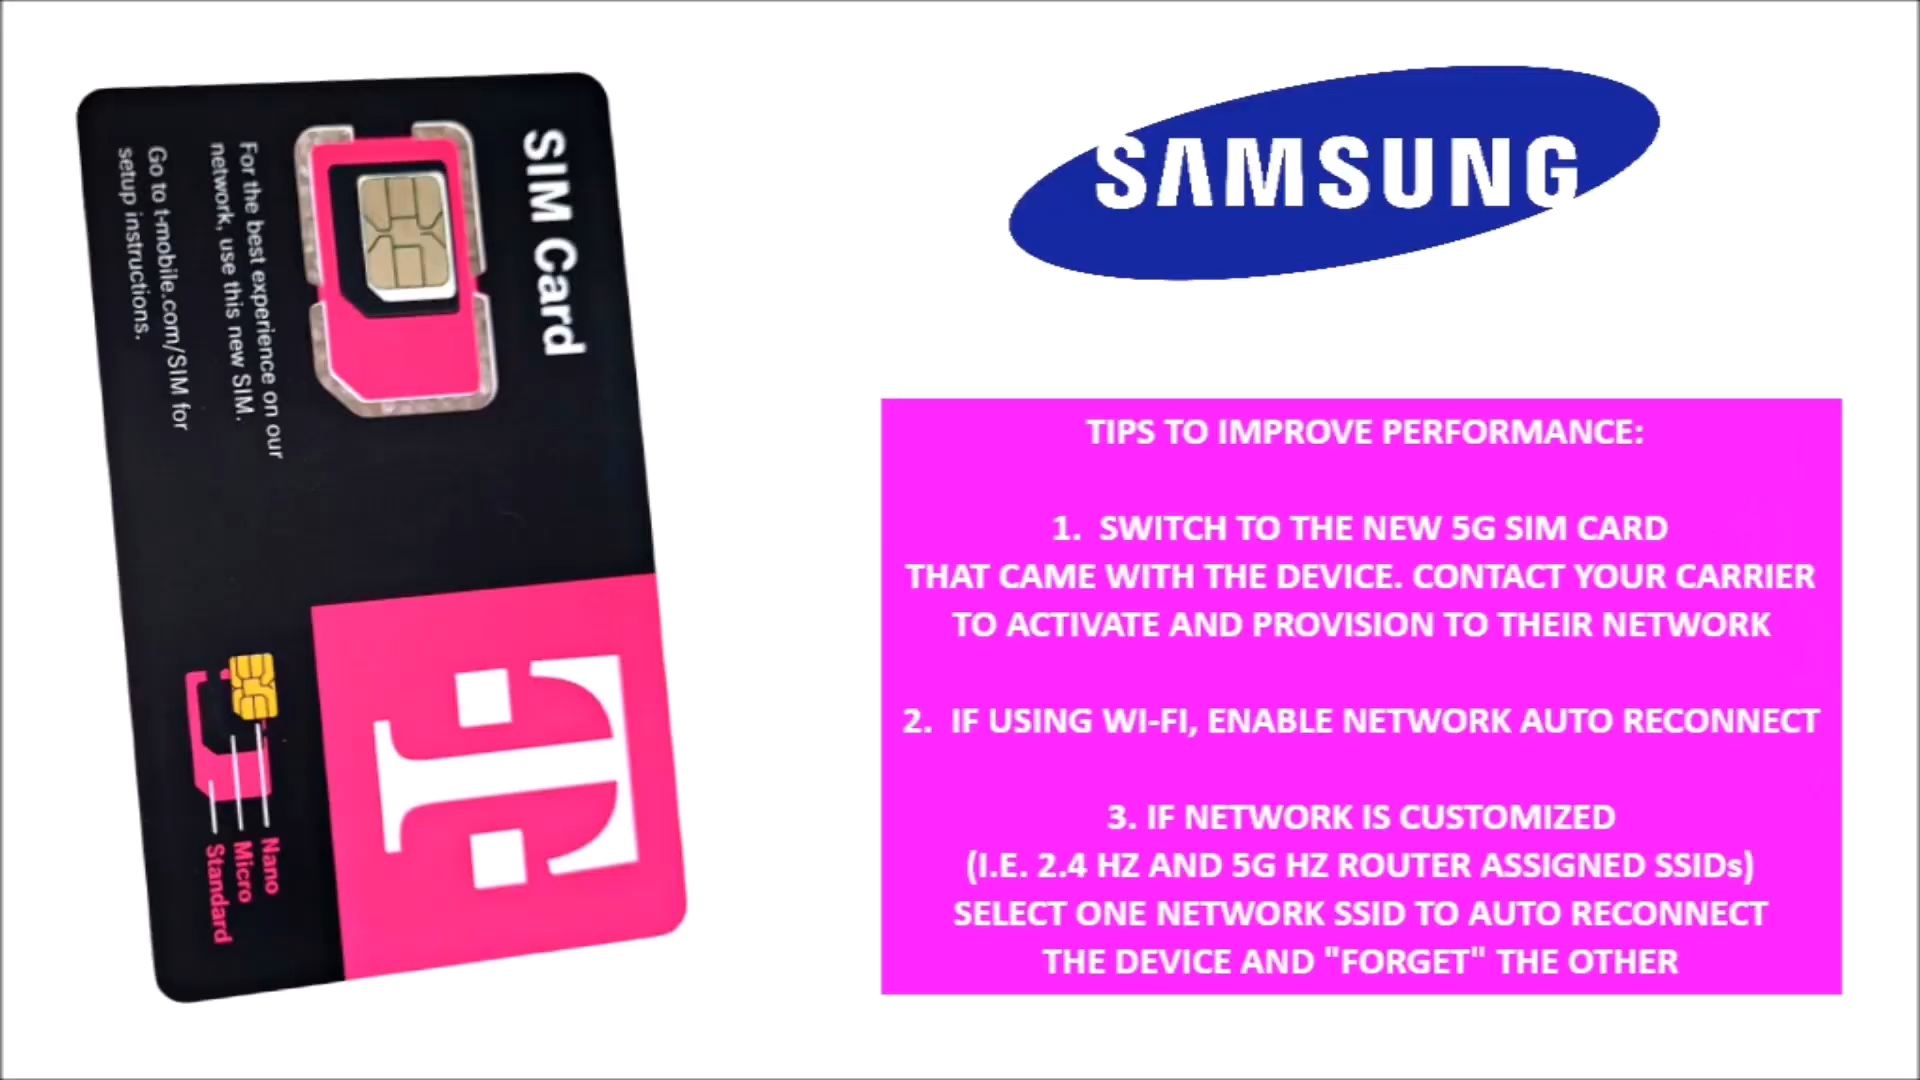 SIM Card
For the best experience on our
network, use this new SIM.
Go to t-mobile.com/SIM for
setup instructions.
T
Nano
Micro
Standard
SAMSUNG
TIPS TO IMPROVE PERFORMANCE:
1. SWITCH TO THE NEW 5G SIM CARD
THAT CAME WITH THE DEVICE. CONTACT YOUR CARRIER
TO ACTIVATE AND PROVISION TO THEIR NETWORK
2. IF USING WI-FI, ENABLE NETWORK AUTO RECONNECT
3. IF NETWORK IS CUSTOMIZED
(I.E. 2.4 HZ AND 5G HZ ROUTER ASSIGNED SSIDs)
SELECT ONE NETWORK SSID TO AUTO RECONNECT
THE DEVICE AND "FORGET" THE OTHER